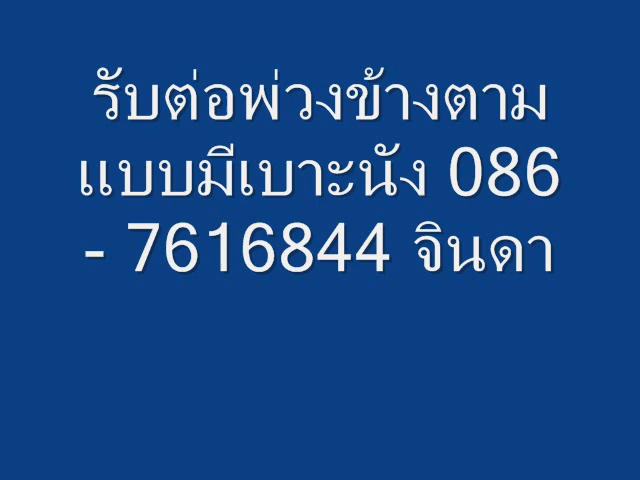 รับต่อพ่วงข้างตาม
แบบมีเบาะนัง 086
- 7616844 จินดา